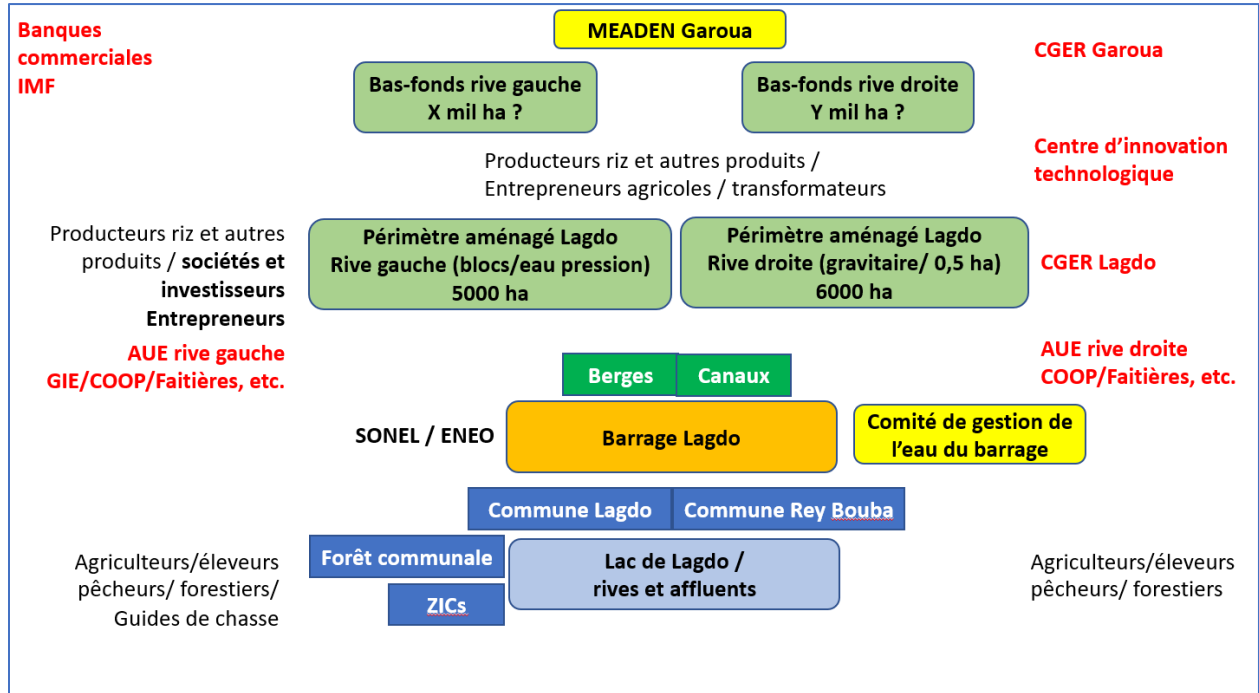 Banques
commerciales
IMF
MEADEN Garoua
CGER Garoua
Bas-fonds rive gauche
X mil ha ?
Bas-fonds rive droite
Y mil ha ?
Centre d’innovation
technologique
Producteurs riz et autres produits /
Entrepreneurs agricoles / transformateurs
Producteurs riz et autres
produits / sociétés et
investisseurs
Entrepreneurs
Périmètre aménagé Lagdo
Rive gauche (blocs/eau pression)
5000 ha
Périmètre aménagé Lagdo
Rive droite (gravitaire/ 0,5 ha)
6000 ha
CGER Lagdo
AUE rive gauche
GIE/COOP/Faitières, etc.
Berges
Canaux
AUE rive droite
COOP/Faitières, etc.
SONEL / ENEO
Barrage Lagdo
Comité de gestion de
l’eau du barrage
Commune Lagdo
Commune Rey Bouba
Forêt communale
ZICs
Lac de Lagdo /
rives et affluents
Agriculteurs/éleveurs
pêcheurs/ forestiers/
Guides de chasse
Agriculteurs/éleveurs
pêcheurs/ forestiers